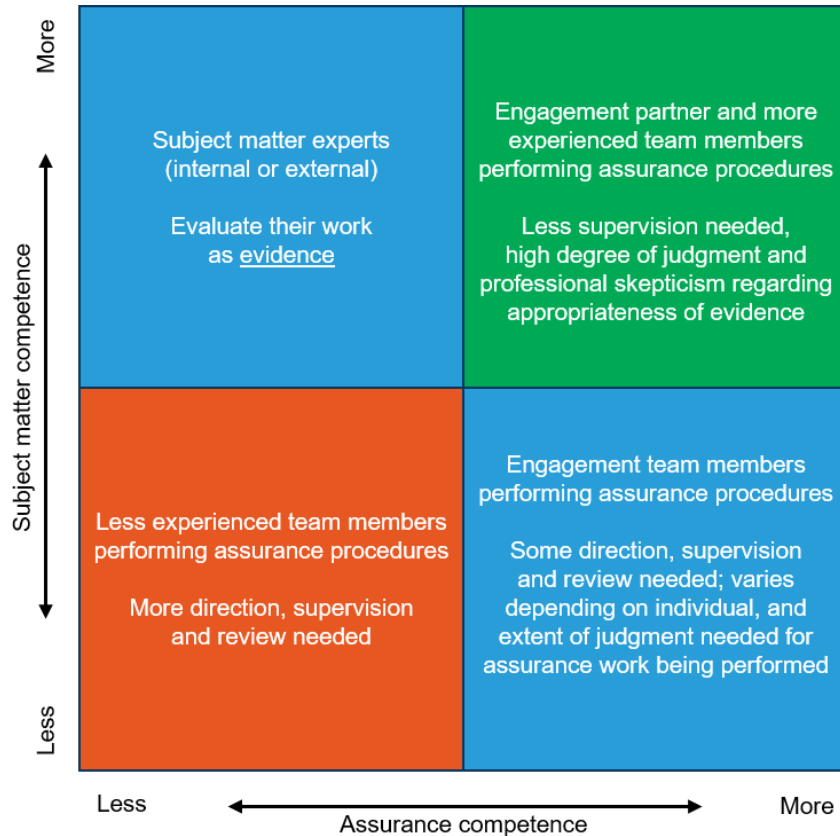 More
Subject matter competence
Less
Subject matter experts
(internal or external)
Evaluate their work
as evidence
Engagement partner and more
experienced team members
performing assurance procedures
Less supervision needed,
high degree of judgment and
professional skepticism regarding
appropriateness of evidence
Less experienced team members
performing assurance procedures
More direction, supervision
and review needed
Engagement team members
performing assurance procedures
Some direction, supervision
and review needed; varies
depending on individual, and
extent of judgment needed for
assurance work being performed
Less
Assurance competence
More